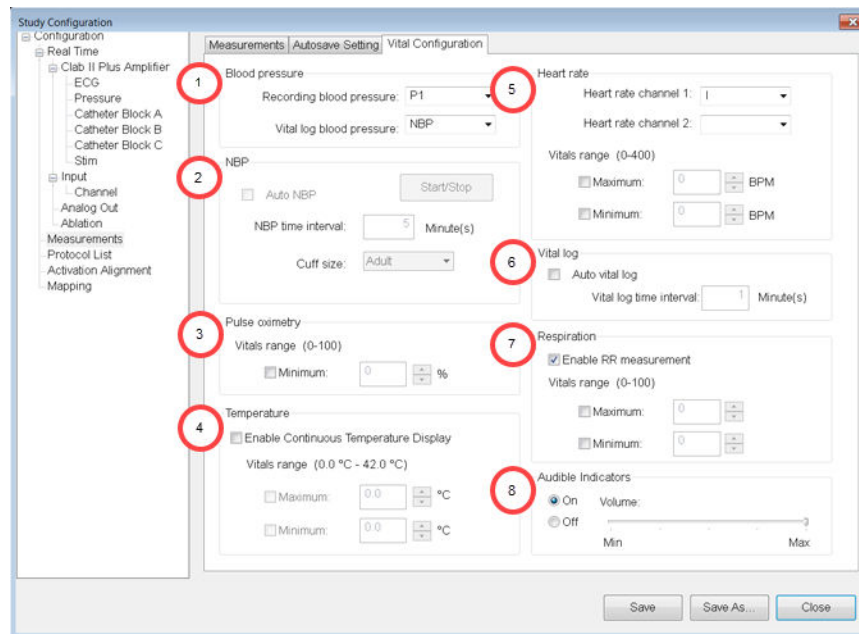 Study Configuration
Configuration
Real Time
Clab II Plus Amplifier
ECG
Pressure
Catheter Block A
Catheter Block B
Catheter Block C
Stim
Input
Channel
Analog Out
Ablation
Measurements
Protocol List
Activation Alignment
Mapping
Measurements Autosave Setting Vital Configuration
1
Blood pressure
Recording blood pressure: P1
Vital log blood pressure: NBP
2
NBP
Auto NBP Start/Stop
NBP time interval: 5 Minute(s)
Cuff size: Adult
3
Pulse oximetry
Vitals range (0-100)
Minimum: 0 %
4
Temperature
Enable Continuous Temperature Display
Vitals range (0.0 °C - 42.0 °C)
Maximum: 0.0 °C
Minimum: 0.0 °C
5
Heart rate
Heart rate channel 1: I
Heart rate channel 2:
Vitals range (0-400)
Maximum: 0 BPM
Minimum: 0 BPM
6
Vital log
Auto vital log
Vital log time interval: 1 Minute(s)
7
Respiration
Enable RR measurement
Vitals range (0-100)
Maximum: 0
Minimum: 0
8
Audible Indicators
On Volume:
Off
Min Max
Save Save As... Close